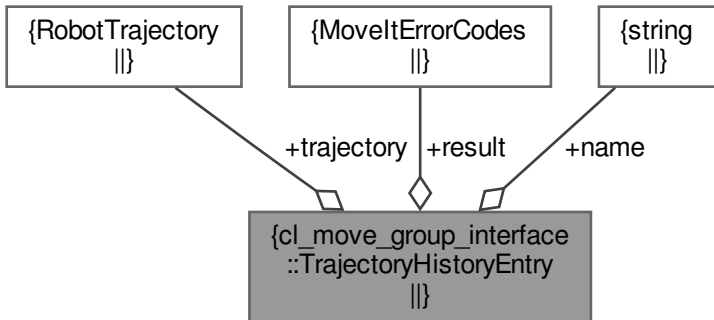 {RobotTrajectory
||}
{MoveItErrorCodes
||}
{string
||}
+trajectory
+result
+name
{cl_move_group_interface
::TrajectoryHistoryEntry
||}